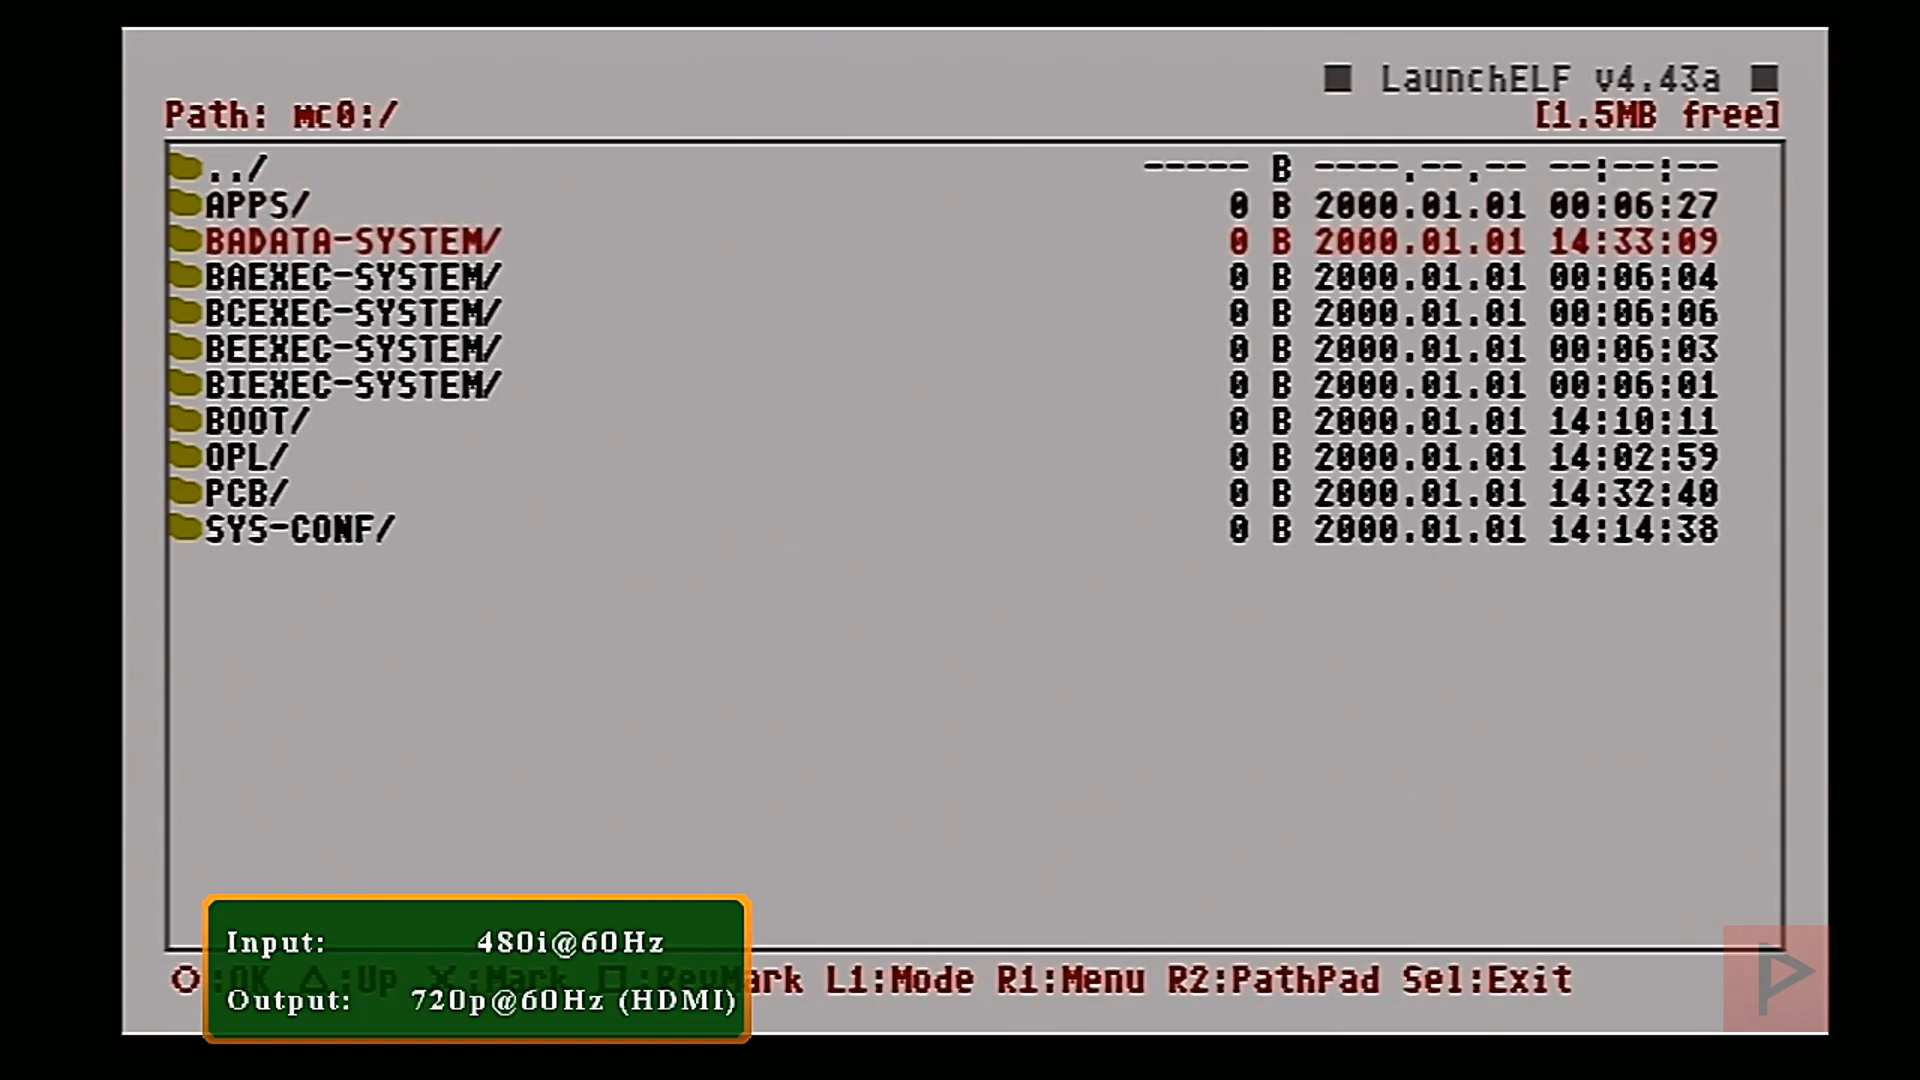 ■ LaunchELF v4.43a ■
Path: mc0:/ [1.5MB free]
../ ----- B ----.--.-- --:--:--
APPS/ 0 B 2000.01.01 00:06:27
BADATA-SYSTEM/ 0 B 2000.01.01 14:33:09
BAEXEC-SYSTEM/ 0 B 2000.01.01 00:06:04
BCEXEC-SYSTEM/ 0 B 2000.01.01 00:06:06
BEEXEC-SYSTEM/ 0 B 2000.01.01 00:06:03
BIEXEC-SYSTEM/ 0 B 2000.01.01 00:06:01
BOOT/ 0 B 2000.01.01 14:10:11
OPL/ 0 B 2000.01.01 14:02:59
PCB/ 0 B 2000.01.01 14:32:40
SYS-CONF/ 0 B 2000.01.01 14:14:38
Input: 480i@60Hz
○:OK △:Up X:Mark □:RevMark L1:Mode R1:Menu R2:PathPad Sel:Exit
Output: 720p@60Hz (HDMI)